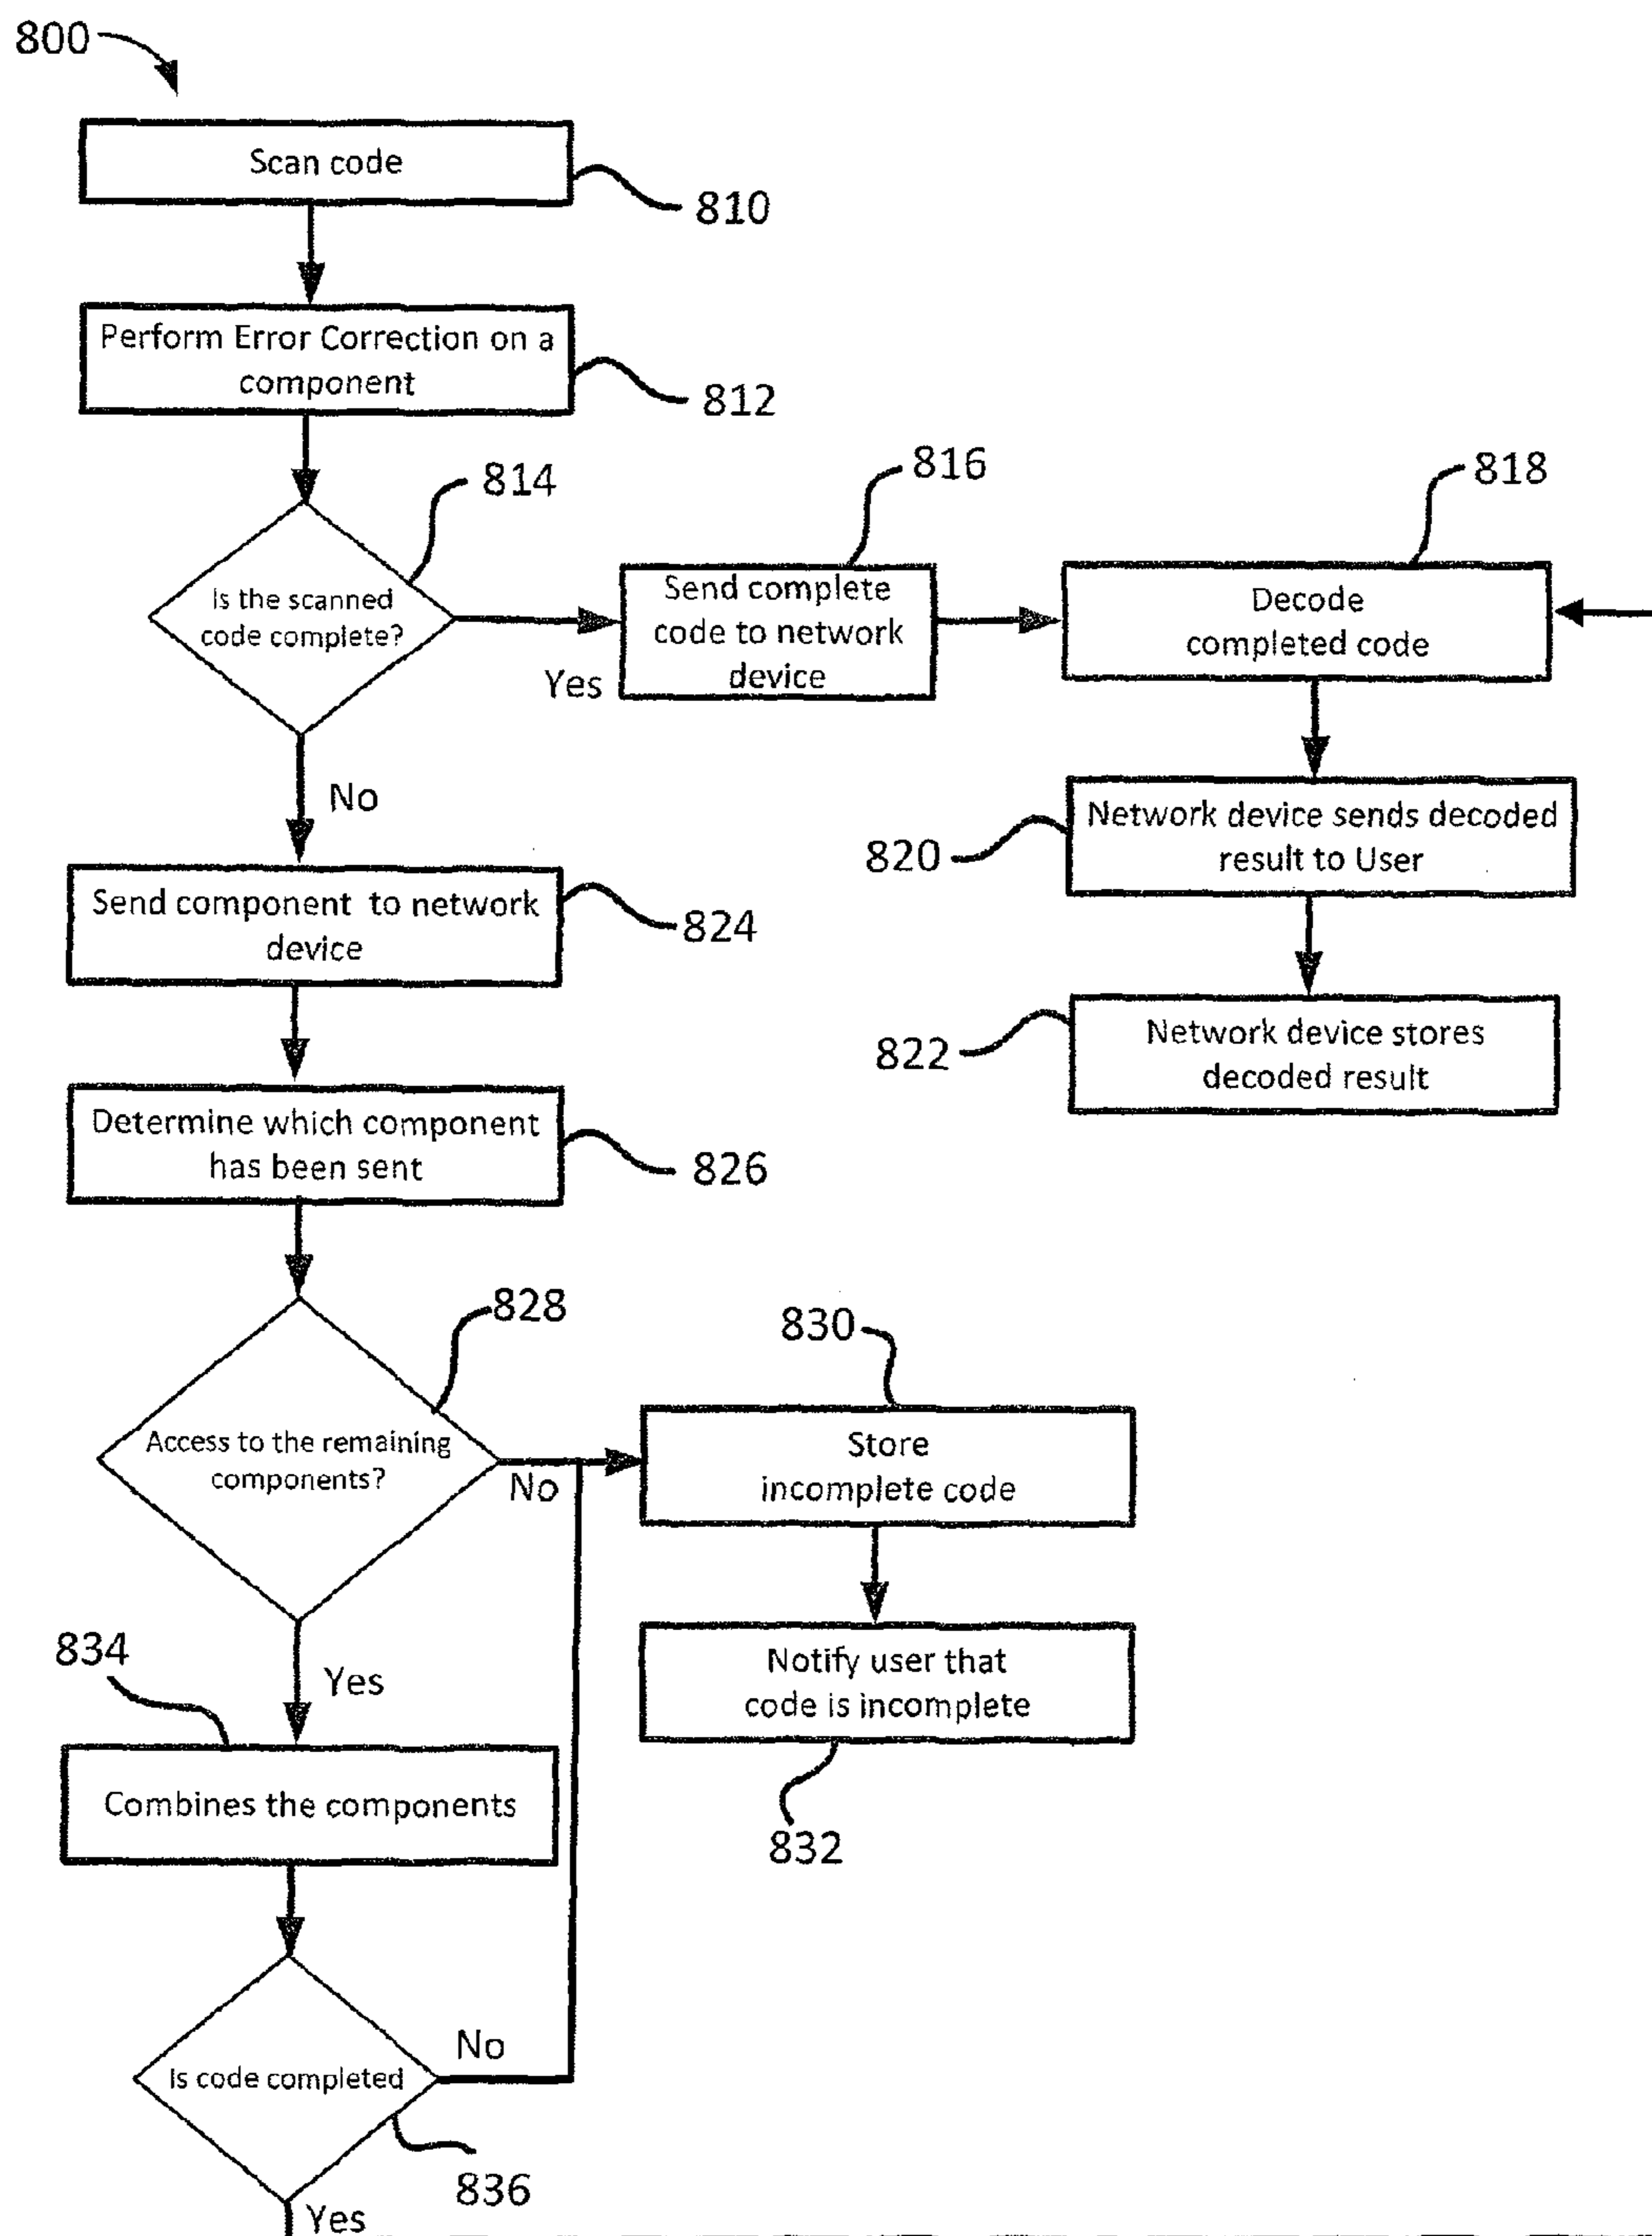 800
Scan code
810
Perform Error Correction on a
component
812
814
816
818
Is the scanned
code complete?
Send complete
code to network
device
Decode
completed code
Yes
No
Network device sends decoded
result to User
820
Send component to network
device
824
Network device stores
decoded result
822
Determine which component
has been sent
826
828
830
Access to the remaining
components?
No
Store
incomplete code
834
Yes
Notify user that
code is incomplete
Combines the components
832
No
Is code completed
836
Yes